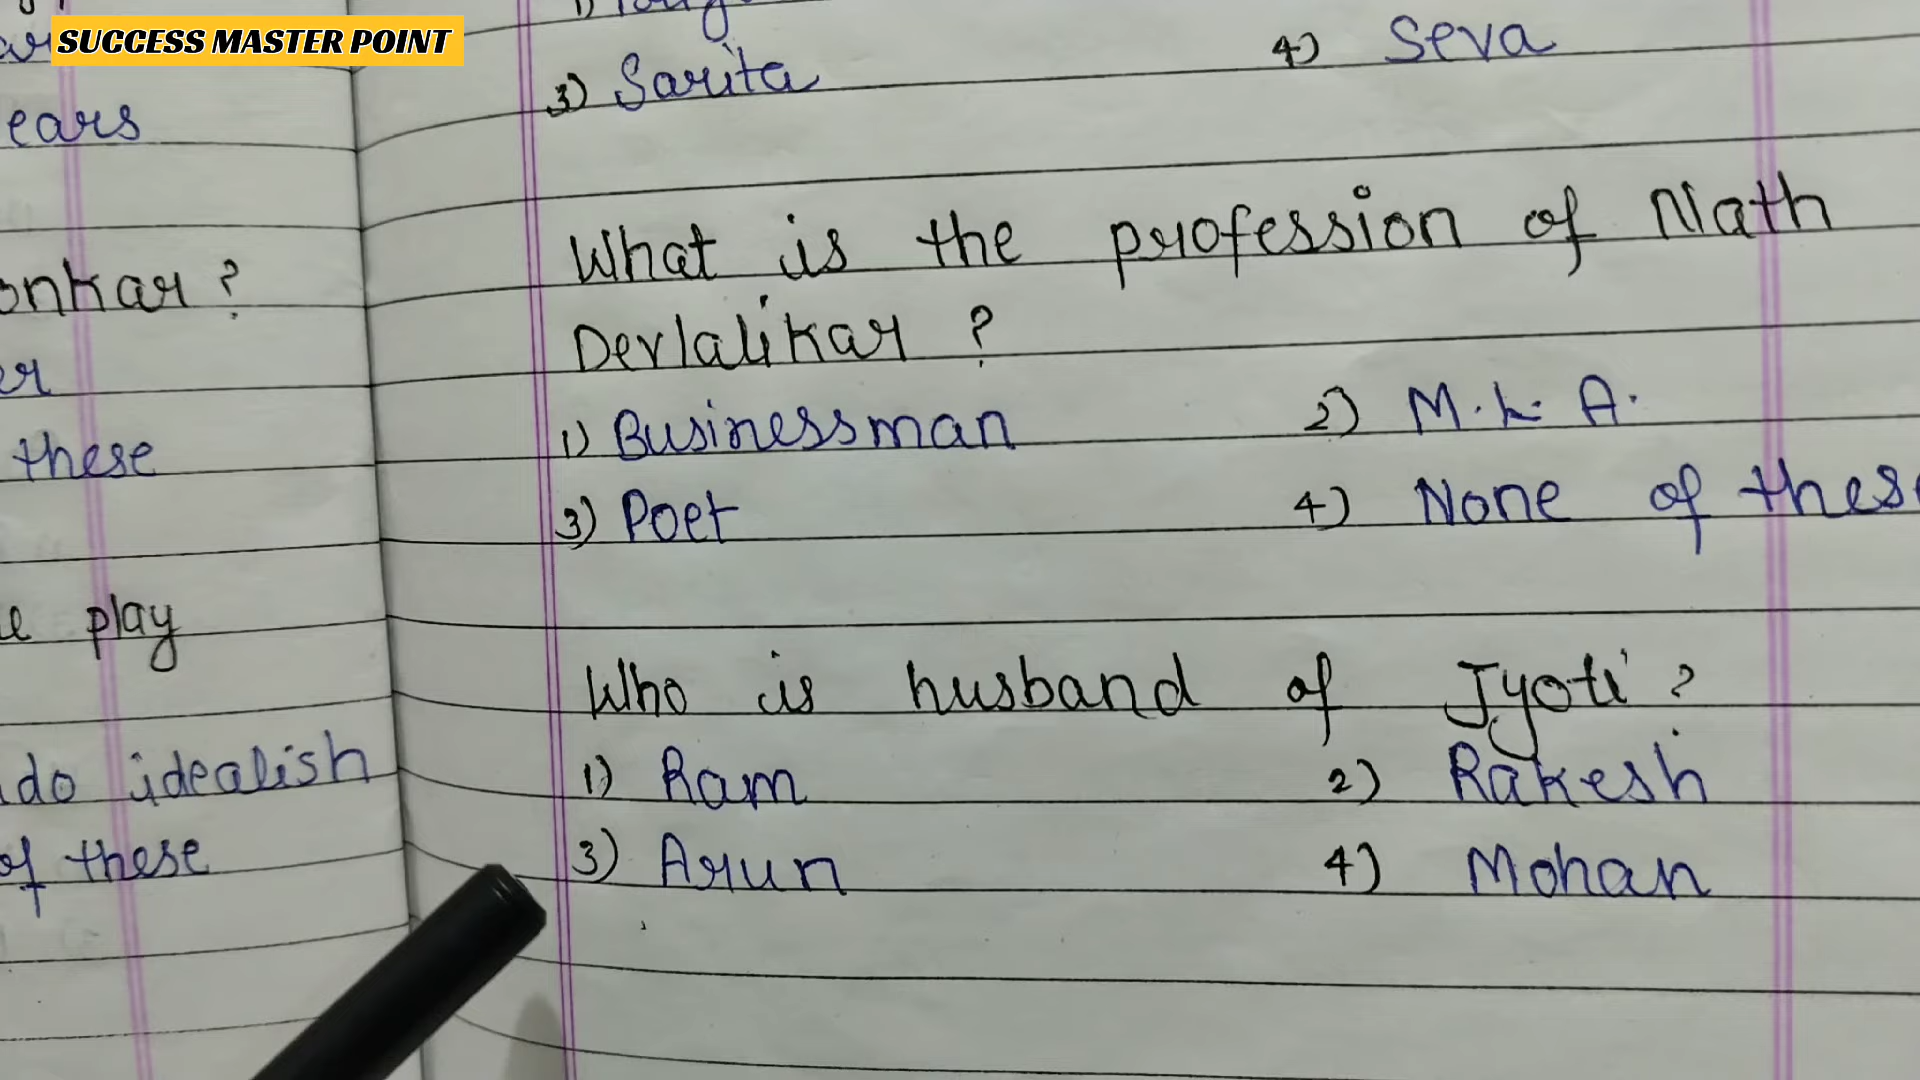 SUCCESS MASTER POINT
ears
onkar ?
er
these
play
do idealish
of these
3) Sarita 4) Seva
What is the profession of Nath
Devlalikar ?
1) Businessman 2) M.L.A.
3) Poet 4) None of these
Who is husband of Jyoti ?
1) Ram 2) Rakesh
3) Arun 4) Mohan